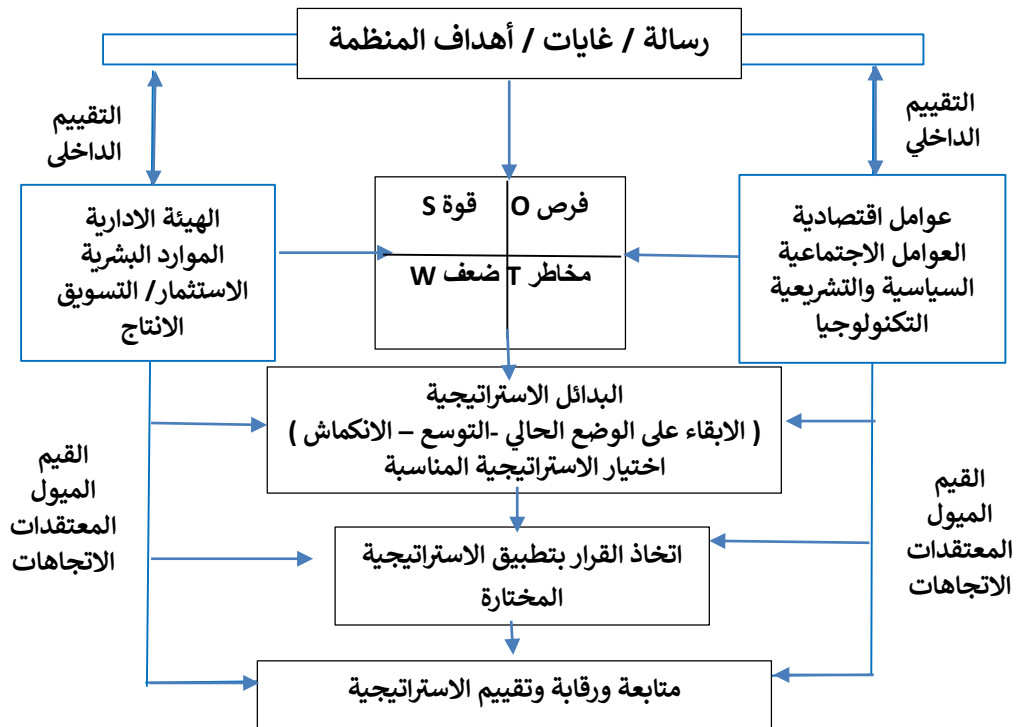 رسالة / غايات / أهداف المنظمة
التقييم
الداخلي
التقييم
الداخلى
عوامل اقتصادية
العوامل الاجتماعية
السياسية والتشريعية
التكنولوجيا
فرص O قوة S
مخاطر T ضعف W
الهيئة الادارية
الموارد البشرية
الاستثمار/ التسويق
الانتاج
البدائل الاستراتيجية
( الابقاء على الوضع الحالي -التوسع – الانكماش )
اختيار الاستراتيجية المناسبة
القيم
الميول
المعتقدات
الاتجاهات
القيم
الميول
المعتقدات
الاتجاهات
اتخاذ القرار بتطبيق الاستراتيجية
المختارة
متابعة ورقابة وتقييم الاستراتيجية